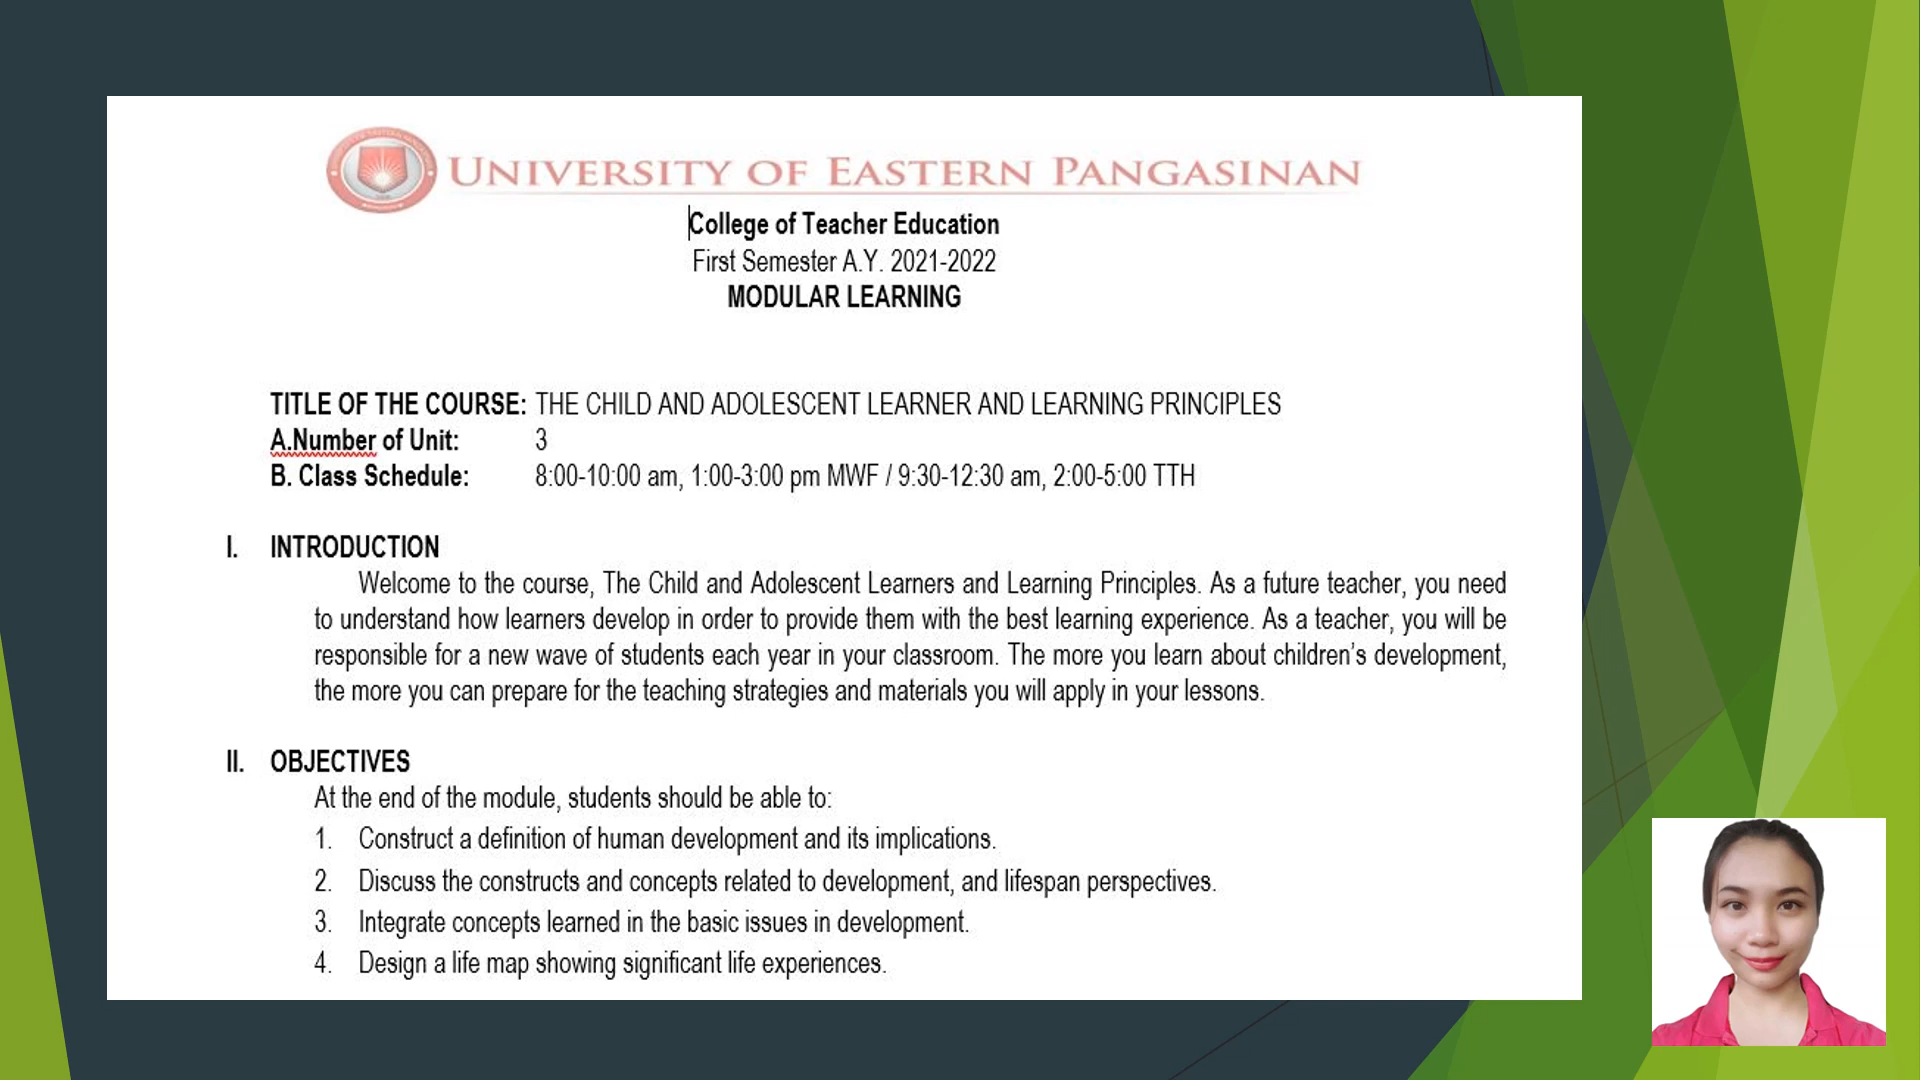 UNIVERSITY OF EASTERN PANGASINAN
College of Teacher Education
First Semester A.Y. 2021-2022
MODULAR LEARNING
TITLE OF THE COURSE: THE CHILD AND ADOLESCENT LEARNER AND LEARNING PRINCIPLES
A.Number of Unit: 3
B. Class Schedule: 8:00-10:00 am, 1:00-3:00 pm MWF / 9:30-12:30 am, 2:00-5:00 TTH
I. INTRODUCTION
Welcome to the course, The Child and Adolescent Learners and Learning Principles. As a future teacher, you need
to understand how learners develop in order to provide them with the best learning experience. As a teacher, you will be
responsible for a new wave of students each year in your classroom. The more you learn about children’s development,
the more you can prepare for the teaching strategies and materials you will apply in your lessons.
II. OBJECTIVES
At the end of the module, students should be able to:
1. Construct a definition of human development and its implications.
2. Discuss the constructs and concepts related to development, and lifespan perspectives.
3. Integrate concepts learned in the basic issues in development.
4. Design a life map showing significant life experiences.